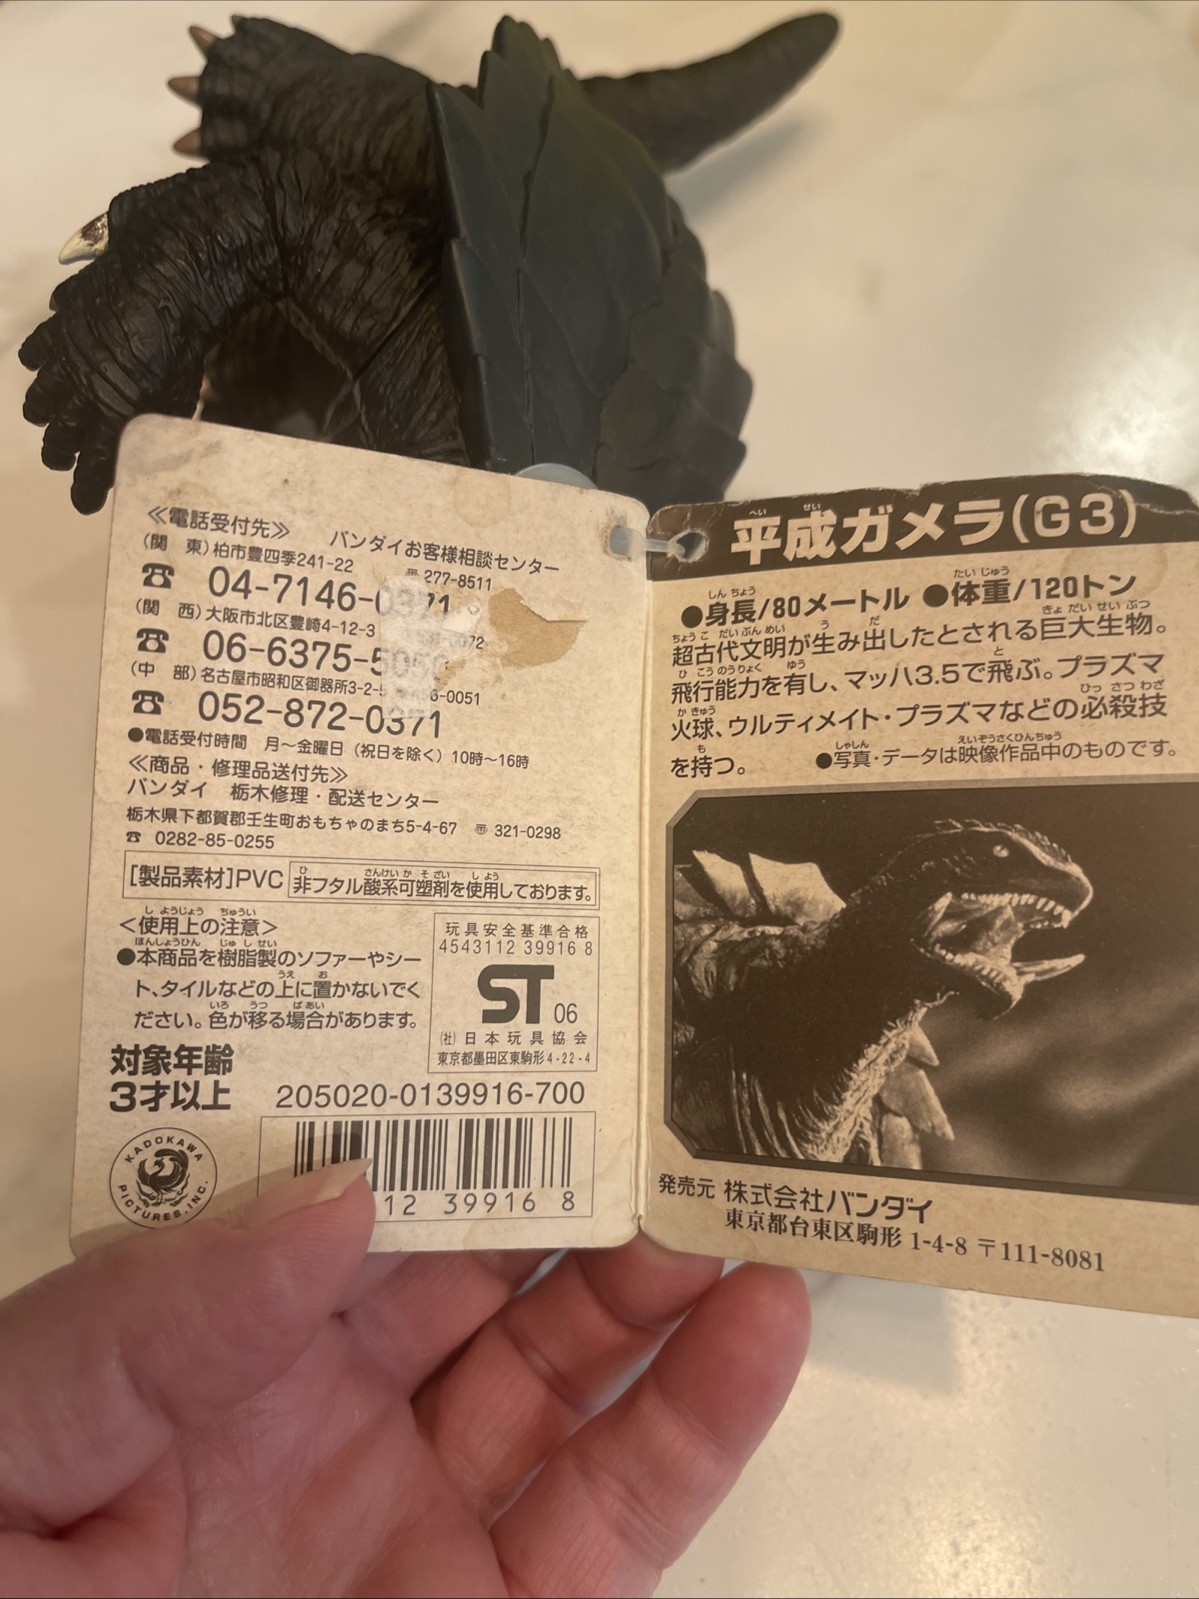 ≪電話受付先≫ バンダイお客様相談センター
(関 東)柏市豊四季241-22 〠277-8511
☎ 04-7146-0371
(関 西)大阪市北区豊崎4-12-3
☎ 06-6375-5050
(中 部)名古屋市昭和区御器所3-2-5
☎ 052-872-0371
●電話受付時間 月〜金曜日(祝日を除く)10時〜16時
≪商品・修理品送付先≫
バンダイ 栃木修理・配送センター
栃木県下都賀郡壬生町おもちゃのまち5-4-67 〠 321-0298
☎ 0282-85-0255
[製品素材]PVC 非フタル酸系可塑剤を使用しております。
<使用上の注意>
●本商品を樹脂製のソファーやシー
ト、タイルなどの上に置かないでく
ださい。色が移る場合があります。
対象年齢
3才以上
玩具安全基準合格
4543112 39916 8
ST 06
(社)日本玩具協会
東京都墨田区東駒形4-22-4
205020-0139916-700
12 39916 8
KADOKAWA
PICTURES,INC.
平成ガメラ(G3)
●身長/80メートル ●体重/120トン
超古代文明が生み出したとされる巨大生物。
飛行能力を有し、マッハ3.5で飛ぶ。プラズマ
火球、ウルティメイト・プラズマなどの必殺技
を持つ。 ●写真・データは映像作品中のものです。
発売元 株式会社バンダイ
東京都台東区駒形 1-4-8 〒111-8081